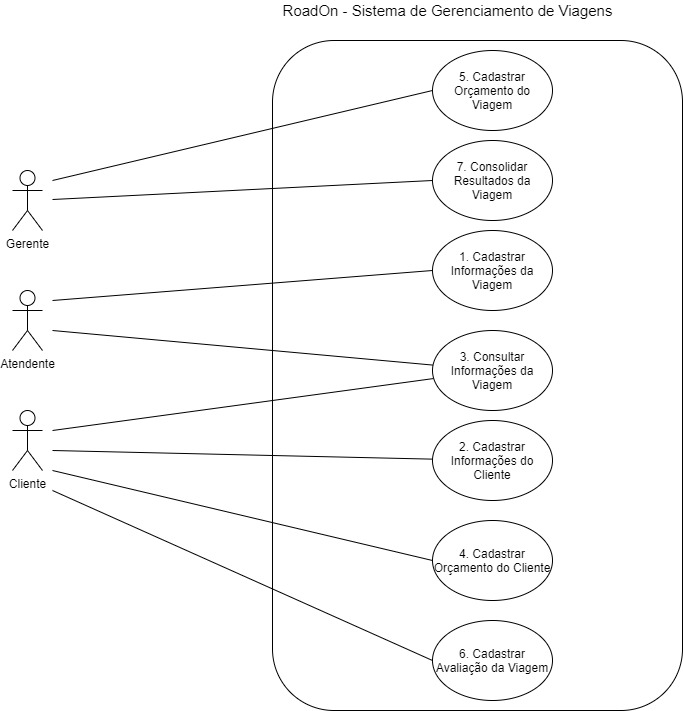 RoadOn - Sistema de Gerenciamento de Viagens
5. Cadastrar
Orçamento do
Viagem
7. Consolidar
Resultados da
Viagem
Gerente
1. Cadastrar
Informações da
Viagem
Atendente
3. Consultar
Informações da
Viagem
2. Cadastrar
Informações do
Cliente
Cliente
4. Cadastrar
Orçamento do Cliente
6. Cadastrar
Avaliação da Viagem